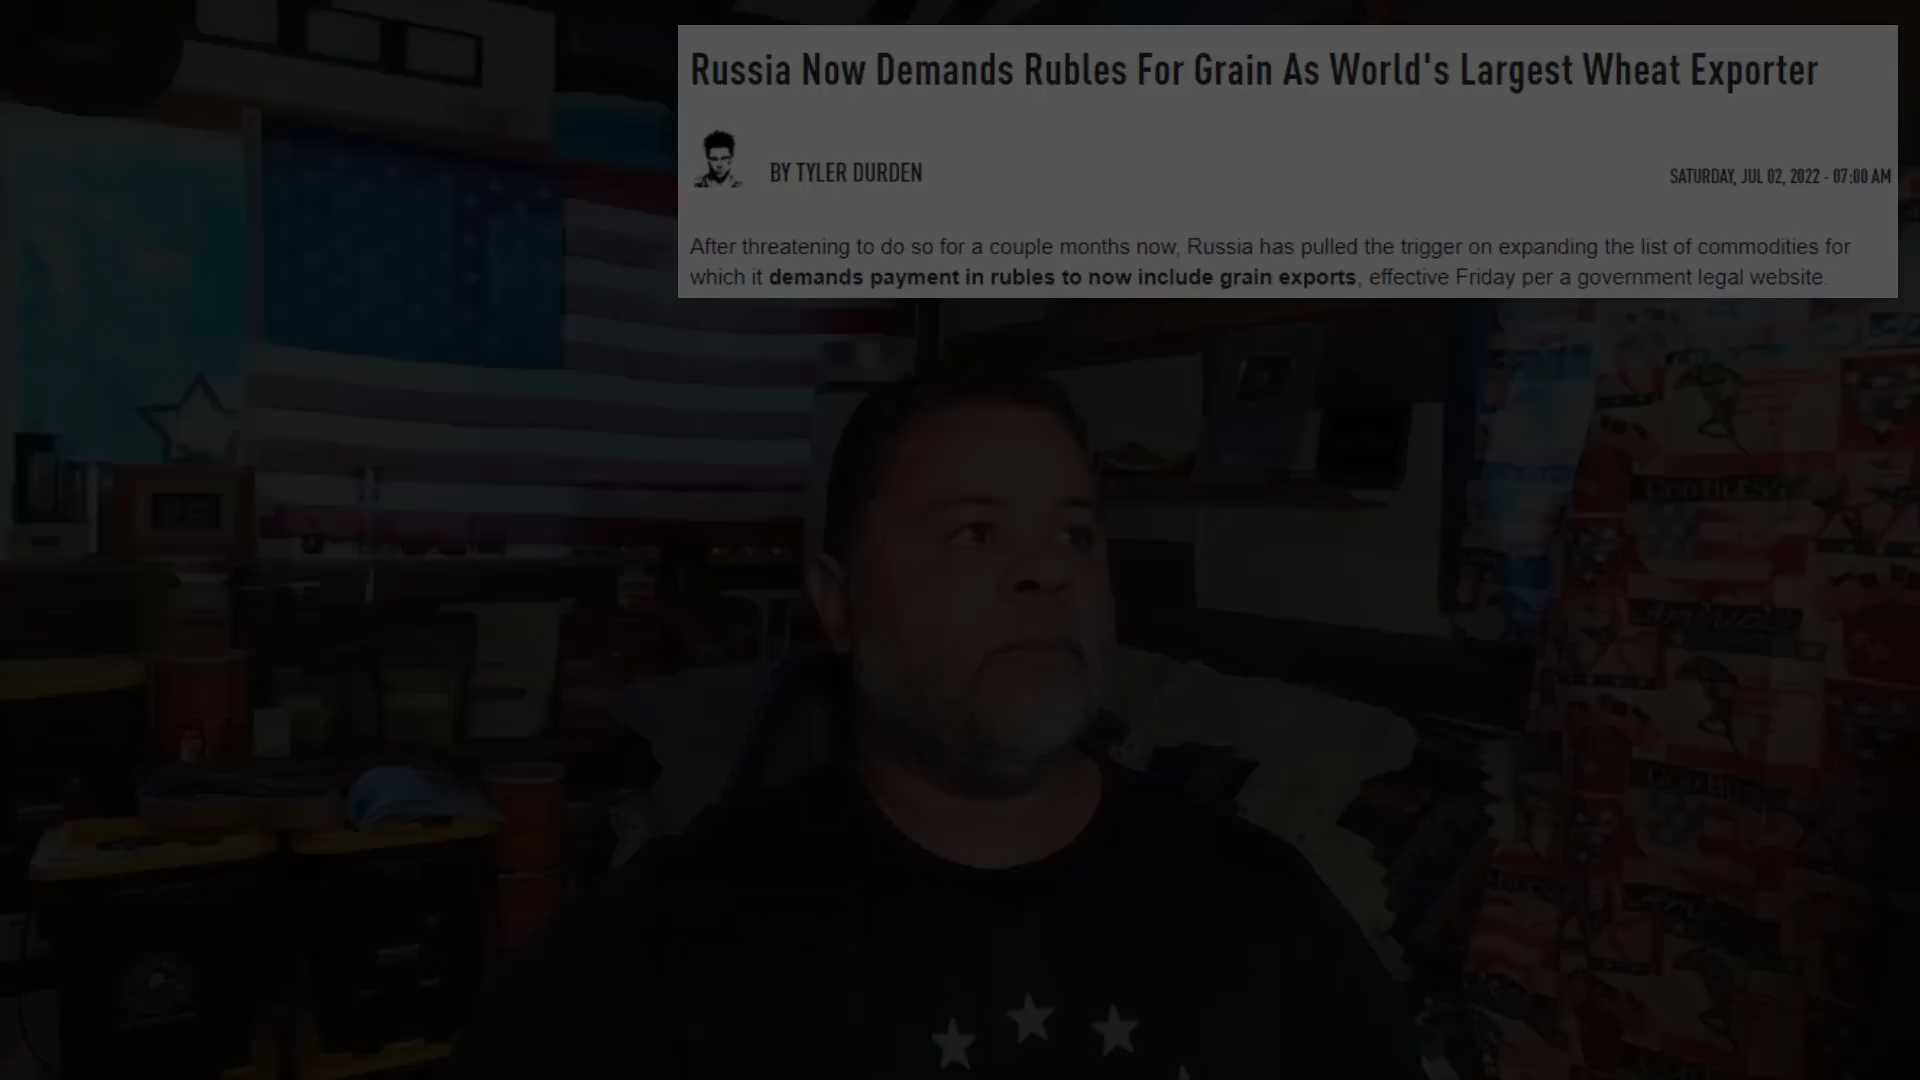 Russia Now Demands Rubles For Grain As World's Largest Wheat Exporter
BY TYLER DURDEN
SATURDAY, JUL 02, 2022 - 07:00 AM
After threatening to do so for a couple months now, Russia has pulled the trigger on expanding the list of commodities for
which it demands payment in rubles to now include grain exports, effective Friday per a government legal website.